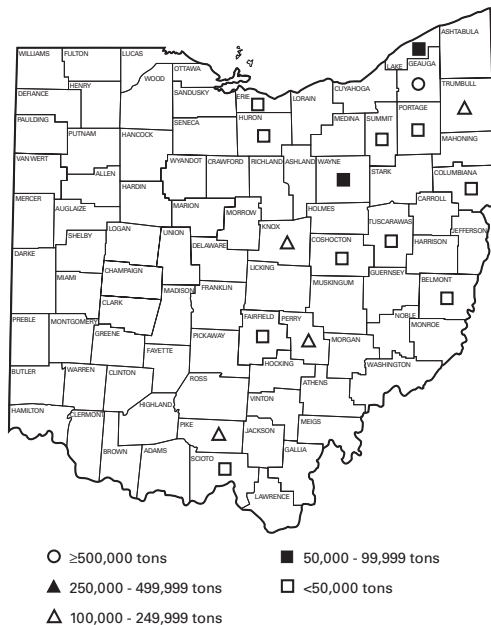 ASHTABULA
WILLIAMS
FULTON
LUCAS
OTTAWA
LAKE
GEAUGA
WOOD
SANDUSKY
ERIE
LORAIN
CUYAHOGA
TRUMBULL
HENRY
DEFIANCE
PORTAGE
HURON
MEDINA
SUMMIT
PAULDING
SENECA
PUTNAM
HANCOCK
MAHONING
VAN WERT
WYANDOT
CRAWFORD
RICHLAND
ASHLAND
WAYNE
STARK
COLUMBIANA
ALLEN
HARDIN
MERCER
AUGLAIZE
MARION
MORROW
HOLMES
CARROLL
TUSCARAWAS
JEFFERSON
KNOX
LOGAN
UNION
SHELBY
DELAWARE
COSHOCTON
HARRISON
DARKE
LICKING
CHAMPAIGN
GUERNSEY
MIAMI
MADISON
FRANKLIN
MUSKINGUM
BELMONT
CLARK
FAIRFIELD
PERRY
NOBLE
PREBLE
MONTGOMERY
MONROE
GREENE
PICKAWAY
MORGAN
FAYETTE
HOCKING
WASHINGTON
BUTLER
WARREN
CLINTON
ROSS
ATHENS
VINTON
HIGHLAND
HAMILTON
CLERMONT
PIKE
MEIGS
JACKSON
BROWN
ADAMS
SCIOTO
GALLIA
LAWRENCE
≥500,000 tons
50,000 - 99,999 tons
250,000 - 499,999 tons
<50,000 tons
100,000 - 249,999 tons